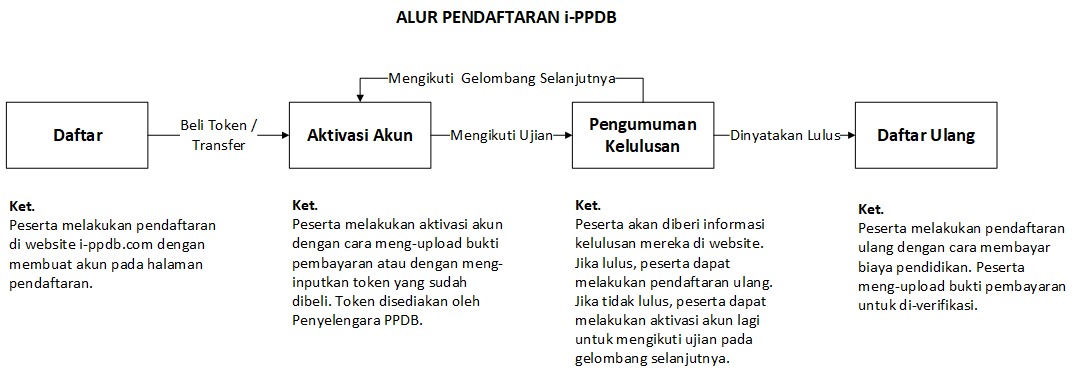 ALUR PENDAFTARAN i-PPDB
Mengikuti Gelombang Selanjutnya
Daftar
Beli Token /
Transfer
Aktivasi Akun
Mengikuti Ujian
Pengumuman
Kelulusan
Dinyatakan Lulus
Daftar Ulang
Ket.
Peserta melakukan pendaftaran
di website i-ppdb.com dengan
membuat akun pada halaman
pendaftaran.
Ket.
Peserta melakukan aktivasi akun
dengan cara meng-upload bukti
pembayaran atau dengan meng-
inputkan token yang sudah
dibeli. Token disediakan oleh
Penyelengara PPDB.
Ket.
Peserta akan diberi informasi
kelulusan mereka di website.
Jika lulus, peserta dapat
melakukan pendaftaran ulang.
Jika tidak lulus, peserta dapat
melakukan aktivasi akun lagi
untuk mengikuti ujian pada
gelombang selanjutnya.
Ket.
Peserta melakukan pendaftaran
ulang dengan cara membayar
biaya pendidikan. Peserta
meng-upload bukti pembayaran
untuk di-verifikasi.